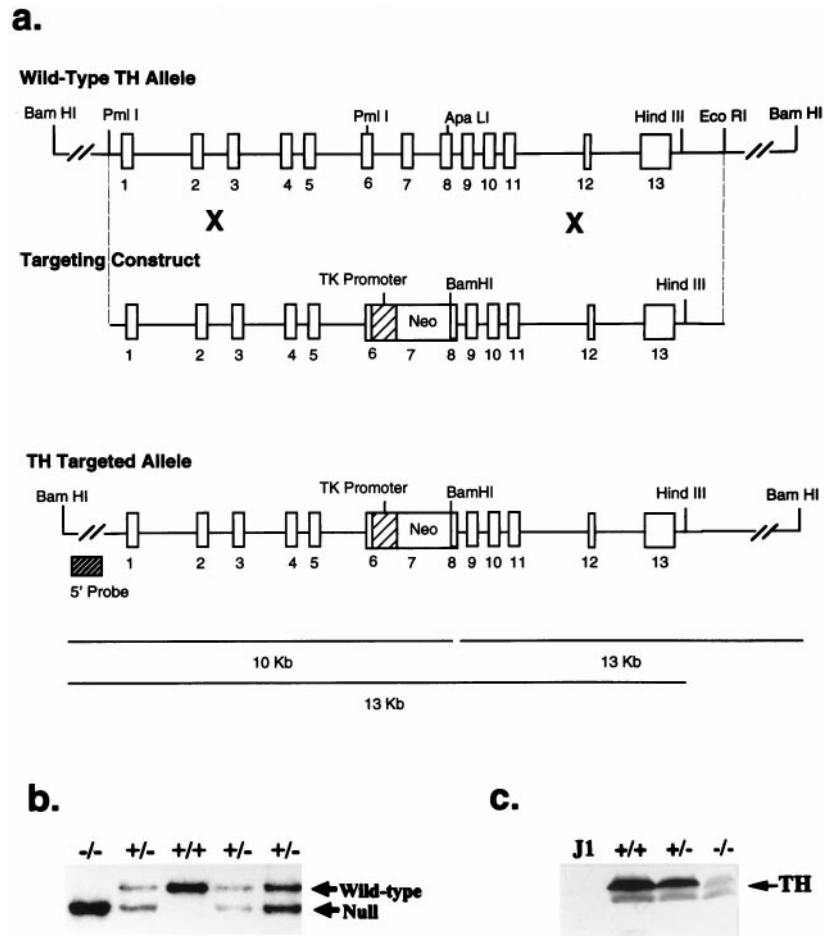 a.
Wild-Type TH Allele
Bam HI Pml I Pml I Apa LI Hind III Eco RI Bam HI
1 2 3 4 5 6 7 8 9 10 11 12 13
X X
Targeting Construct
TK Promoter BamHI Hind III
Neo
1 2 3 4 5 6 7 8 9 10 11 12 13
TH Targeted Allele
Bam HI TK Promoter BamHI Hind III Bam HI
Neo
1 2 3 4 5 6 7 8 9 10 11 12 13
5' Probe
10 Kb 13 Kb
13 Kb
b.
-/- +/- +/+ +/- +/-
Wild-type
Null
c.
J1 +/+ +/- -/-
TH